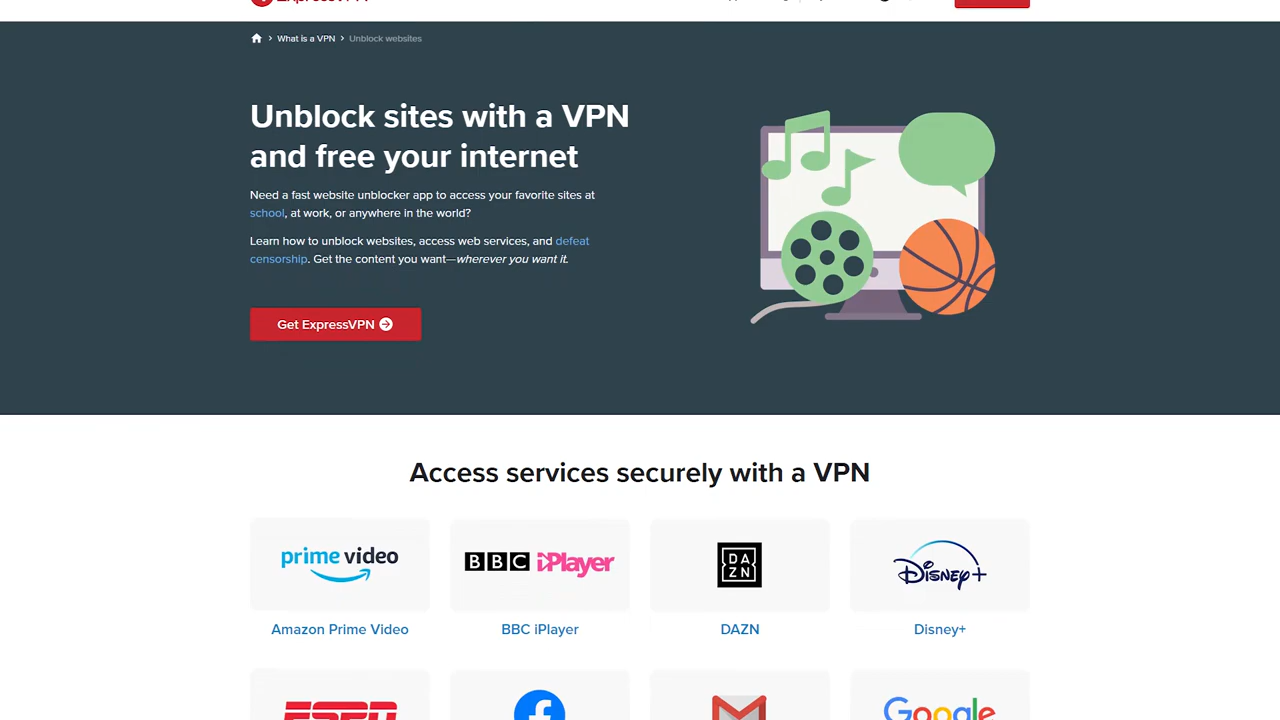 What is a VPN
Unblock websites
Unblock sites with a VPN
and free your internet
Need a fast website unblocker app to access your favorite sites at
school, at work, or anywhere in the world?
Learn how to unblock websites, access web services, and defeat
censorship. Get the content you want—wherever you want it.
Get ExpressVPN
Access services securely with a VPN
prime video
BBC iPlayer
DAZN
Disney+
Amazon Prime Video
BBC iPlayer
DAZN
Disney+
ESPN
Google